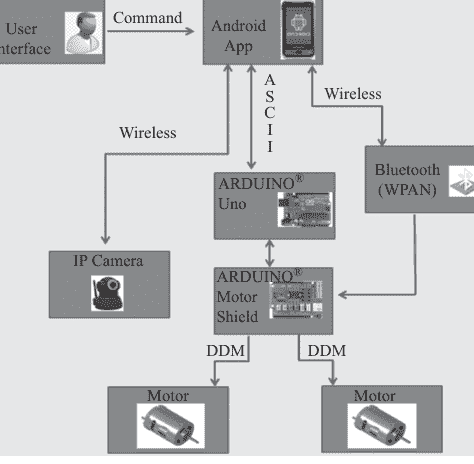 User
nterface
Command
Android
App
A
S
C
I
I
Wireless
Wireless
Bluetooth
(WPAN)
ARDUINO®
Uno
IP Camera
ARDUINO®
Motor
Shield
DDM
DDM
Motor
Motor